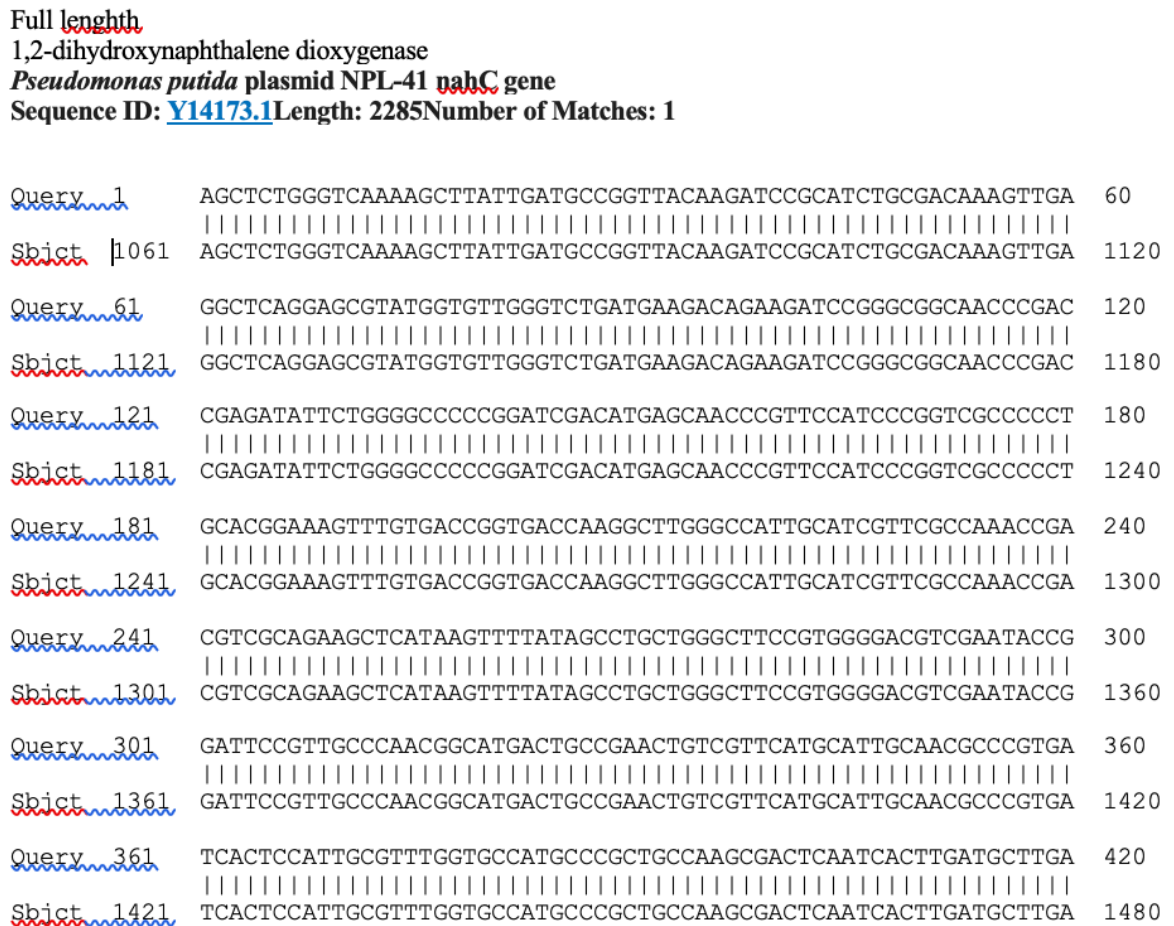 Full lenghth
1,2-dihydroxynaphthalene dioxygenase
Pseudomonas putida plasmid NPL-41 nahC gene
Sequence ID: Y14173.1Length: 2285Number of Matches: 1
Query 1 AGCTCTGGGTCAAAAGCTTATTGATGCCGGTTACAAGATCCGCATCTGCGACAAAGTTGA 60
||||||||||||||||||||||||||||||||||||||||||||||||||||||||||||
Sbjct 1061 AGCTCTGGGTCAAAAGCTTATTGATGCCGGTTACAAGATCCGCATCTGCGACAAAGTTGA 1120
Query 61 GGCTCAGGAGCGTATGGTGTTGGGTCTGATGAAGACAGAAGATCCGGGCGGCAACCCGAC 120
||||||||||||||||||||||||||||||||||||||||||||||||||||||||||||
Sbjct 1121 GGCTCAGGAGCGTATGGTGTTGGGTCTGATGAAGACAGAAGATCCGGGCGGCAACCCGAC 1180
Query 121 CGAGATATTCTGGGGCCCCCGGATCGACATGAGCAACCCGTTCCATCCCGGTCGCCCCCT 180
||||||||||||||||||||||||||||||||||||||||||||||||||||||||||||
Sbjct 1181 CGAGATATTCTGGGGCCCCCGGATCGACATGAGCAACCCGTTCCATCCCGGTCGCCCCCT 1240
Query 181 GCACGGAAAGTTTGTGACCGGTGACCAAGGCTTGGGCCATTGCATCGTTCGCCAAACCGA 240
||||||||||||||||||||||||||||||||||||||||||||||||||||||||||||
Sbjct 1241 GCACGGAAAGTTTGTGACCGGTGACCAAGGCTTGGGCCATTGCATCGTTCGCCAAACCGA 1300
Query 241 CGTCGCAGAAGCTCATAAGTTTTATAGCCTGCTGGGCTTCCGTGGGGACGTCGAATACCG 300
||||||||||||||||||||||||||||||||||||||||||||||||||||||||||||
Sbjct 1301 CGTCGCAGAAGCTCATAAGTTTTATAGCCTGCTGGGCTTCCGTGGGGACGTCGAATACCG 1360
Query 301 GATTCCGTTGCCCAACGGCATGACTGCCGAACTGTCGTTCATGCATTGCAACGCCCGTGA 360
||||||||||||||||||||||||||||||||||||||||||||||||||||||||||||
Sbjct 1361 GATTCCGTTGCCCAACGGCATGACTGCCGAACTGTCGTTCATGCATTGCAACGCCCGTGA 1420
Query 361 TCACTCCATTGCGTTTGGTGCCATGCCCGCTGCCAAGCGACTCAATCACTTGATGCTTGA 420
||||||||||||||||||||||||||||||||||||||||||||||||||||||||||||
Sbjct 1421 TCACTCCATTGCGTTTGGTGCCATGCCCGCTGCCAAGCGACTCAATCACTTGATGCTTGA 1480